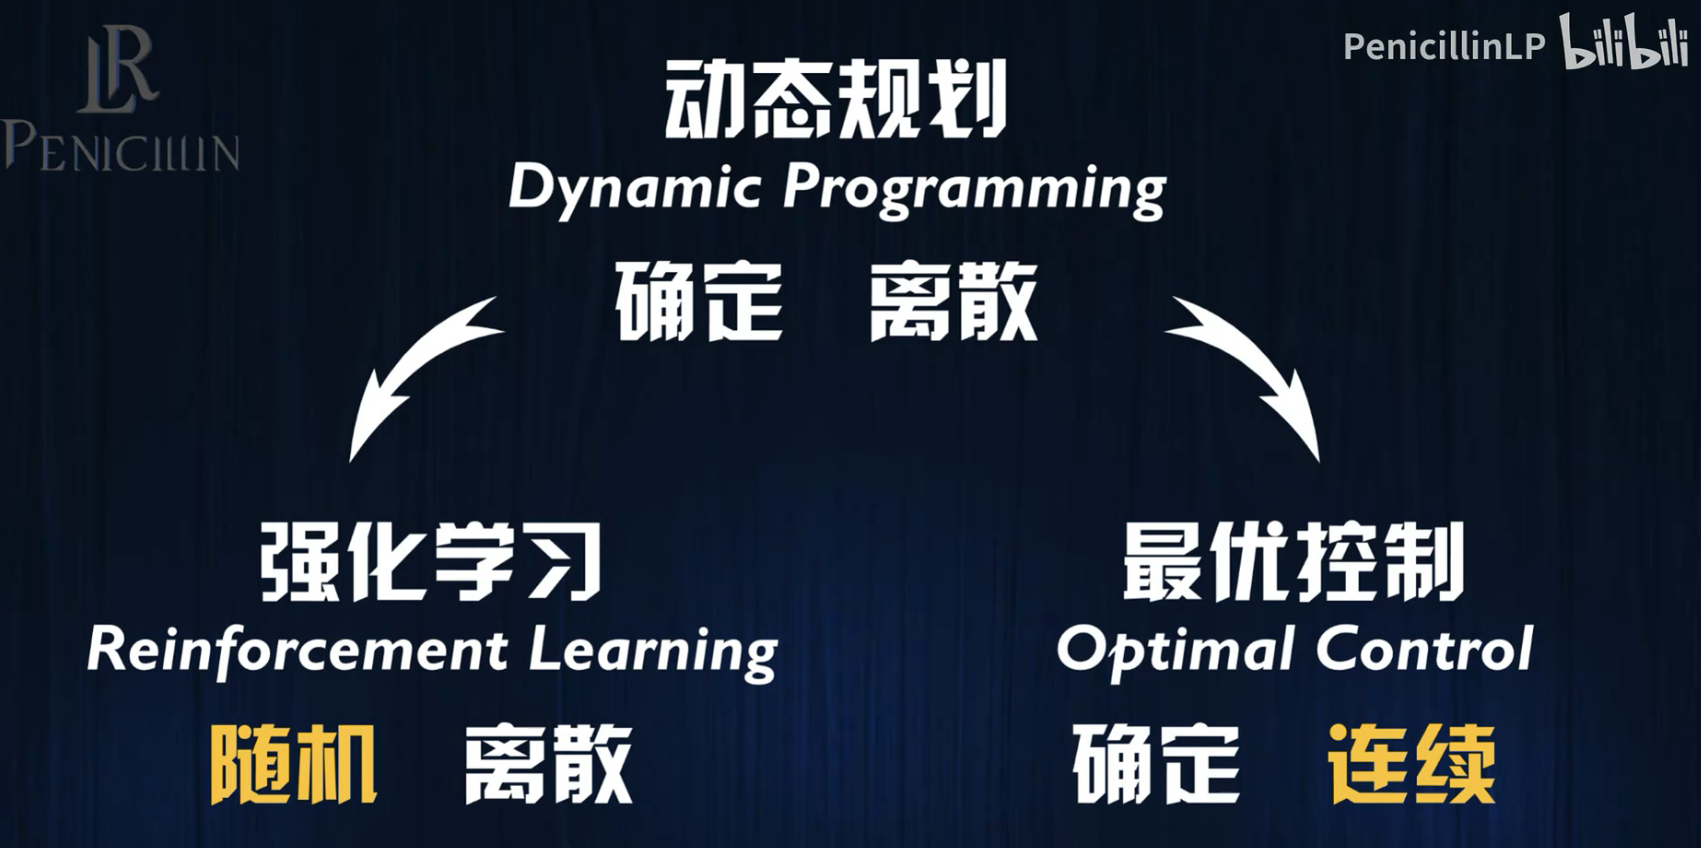 LR
PENICIllIN
PenicillinLP bilibili
动态规划
Dynamic Programming
确定 离散
强化学习
Reinforcement Learning
随机 离散
最优控制
Optimal Control
确定 连续